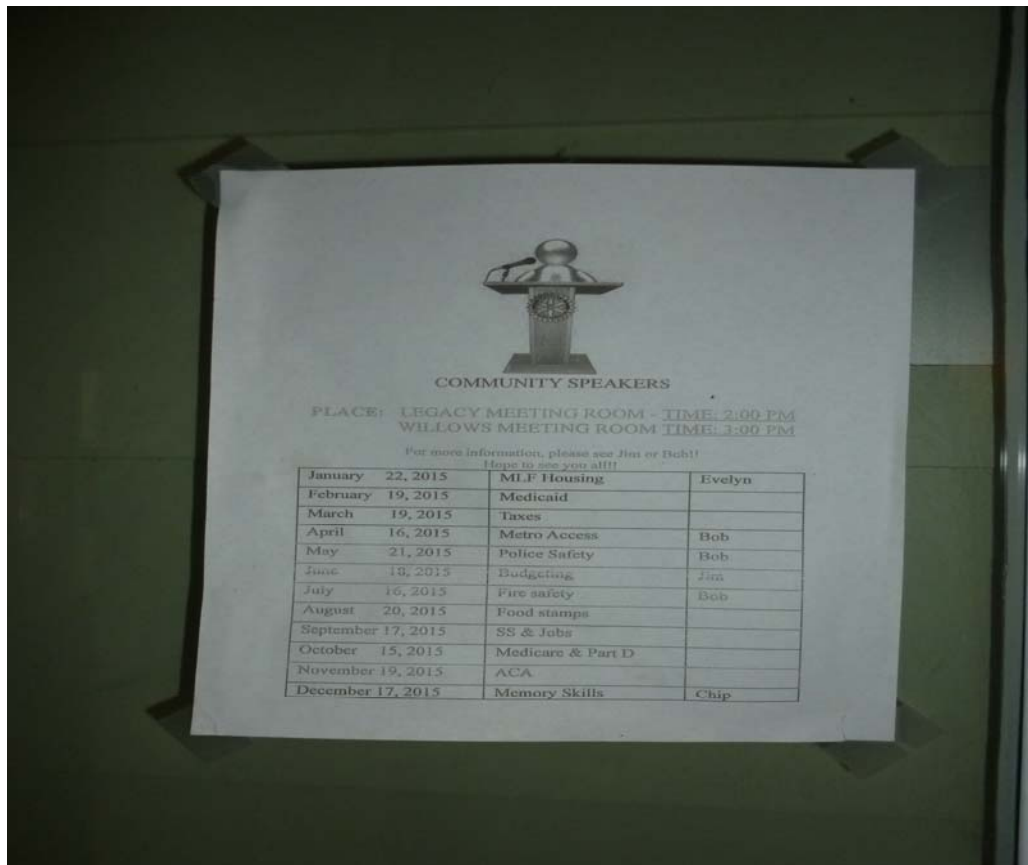 COMMUNITY SPEAKERS
PLACE: LEGACY MEETING ROOM - TIME: 2:00 PM
WILLOWS MEETING ROOM TIME: 3:00 PM
For more information, please see Jim or Bob!!
Hope to see you all!!
January 22, 2015 MLF Housing Evelyn
February 19, 2015 Medicaid
March 19, 2015 Taxes
April 16, 2015 Metro Access Bob
May 21, 2015 Police Safety Bob
June 18, 2015 Budgeting Jim
July 16, 2015 Fire safety Bob
August 20, 2015 Food stamps
September 17, 2015 SS & Jobs
October 15, 2015 Medicare & Part D
November 19, 2015 ACA
December 17, 2015 Memory Skills Chip